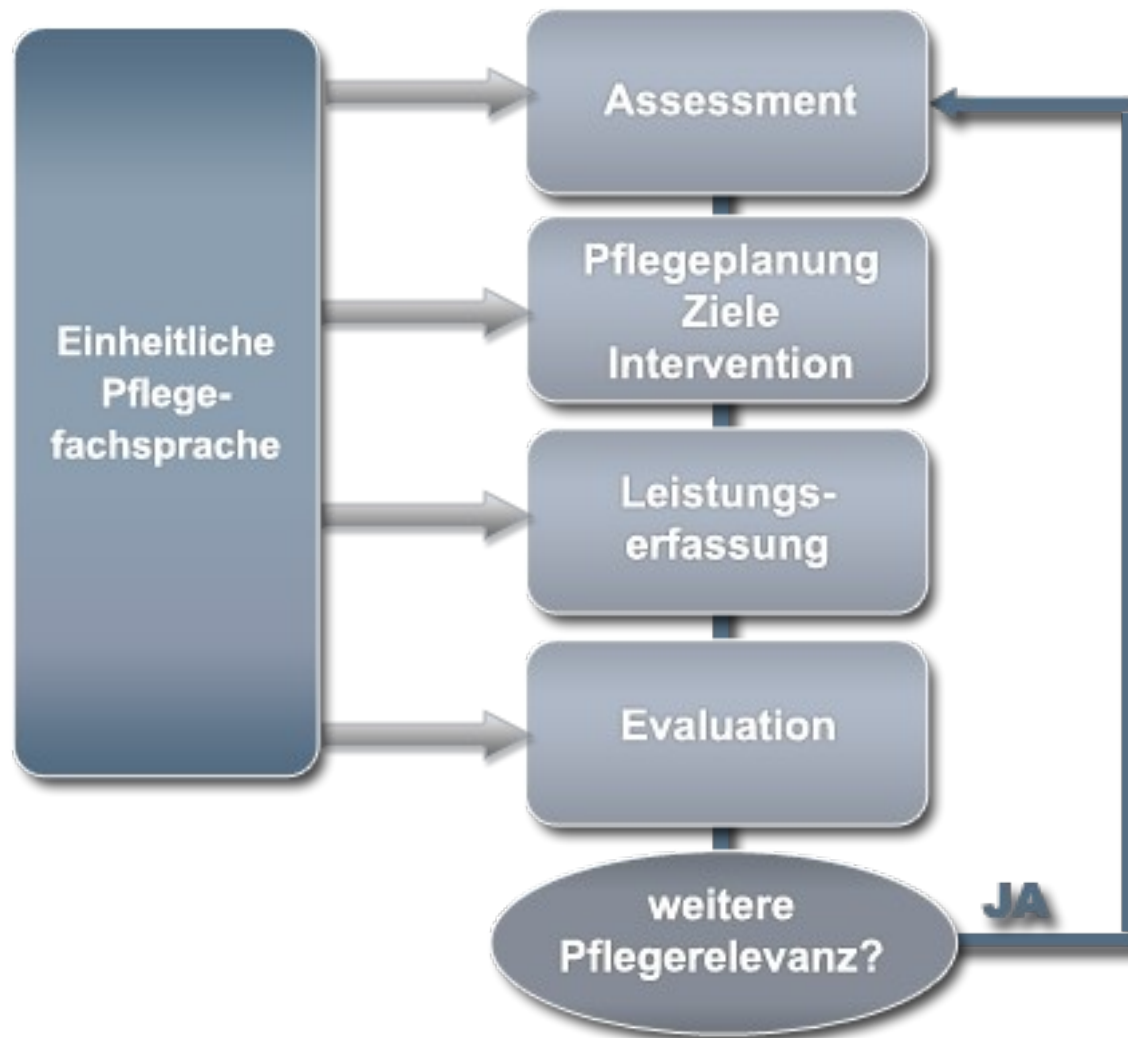 Einheitliche
Pflege-
fachsprache
Assessment
Pflegeplanung
Ziele
Intervention
Leistungs-
erfassung
Evaluation
weitere
Pflegerelevanz?
JA